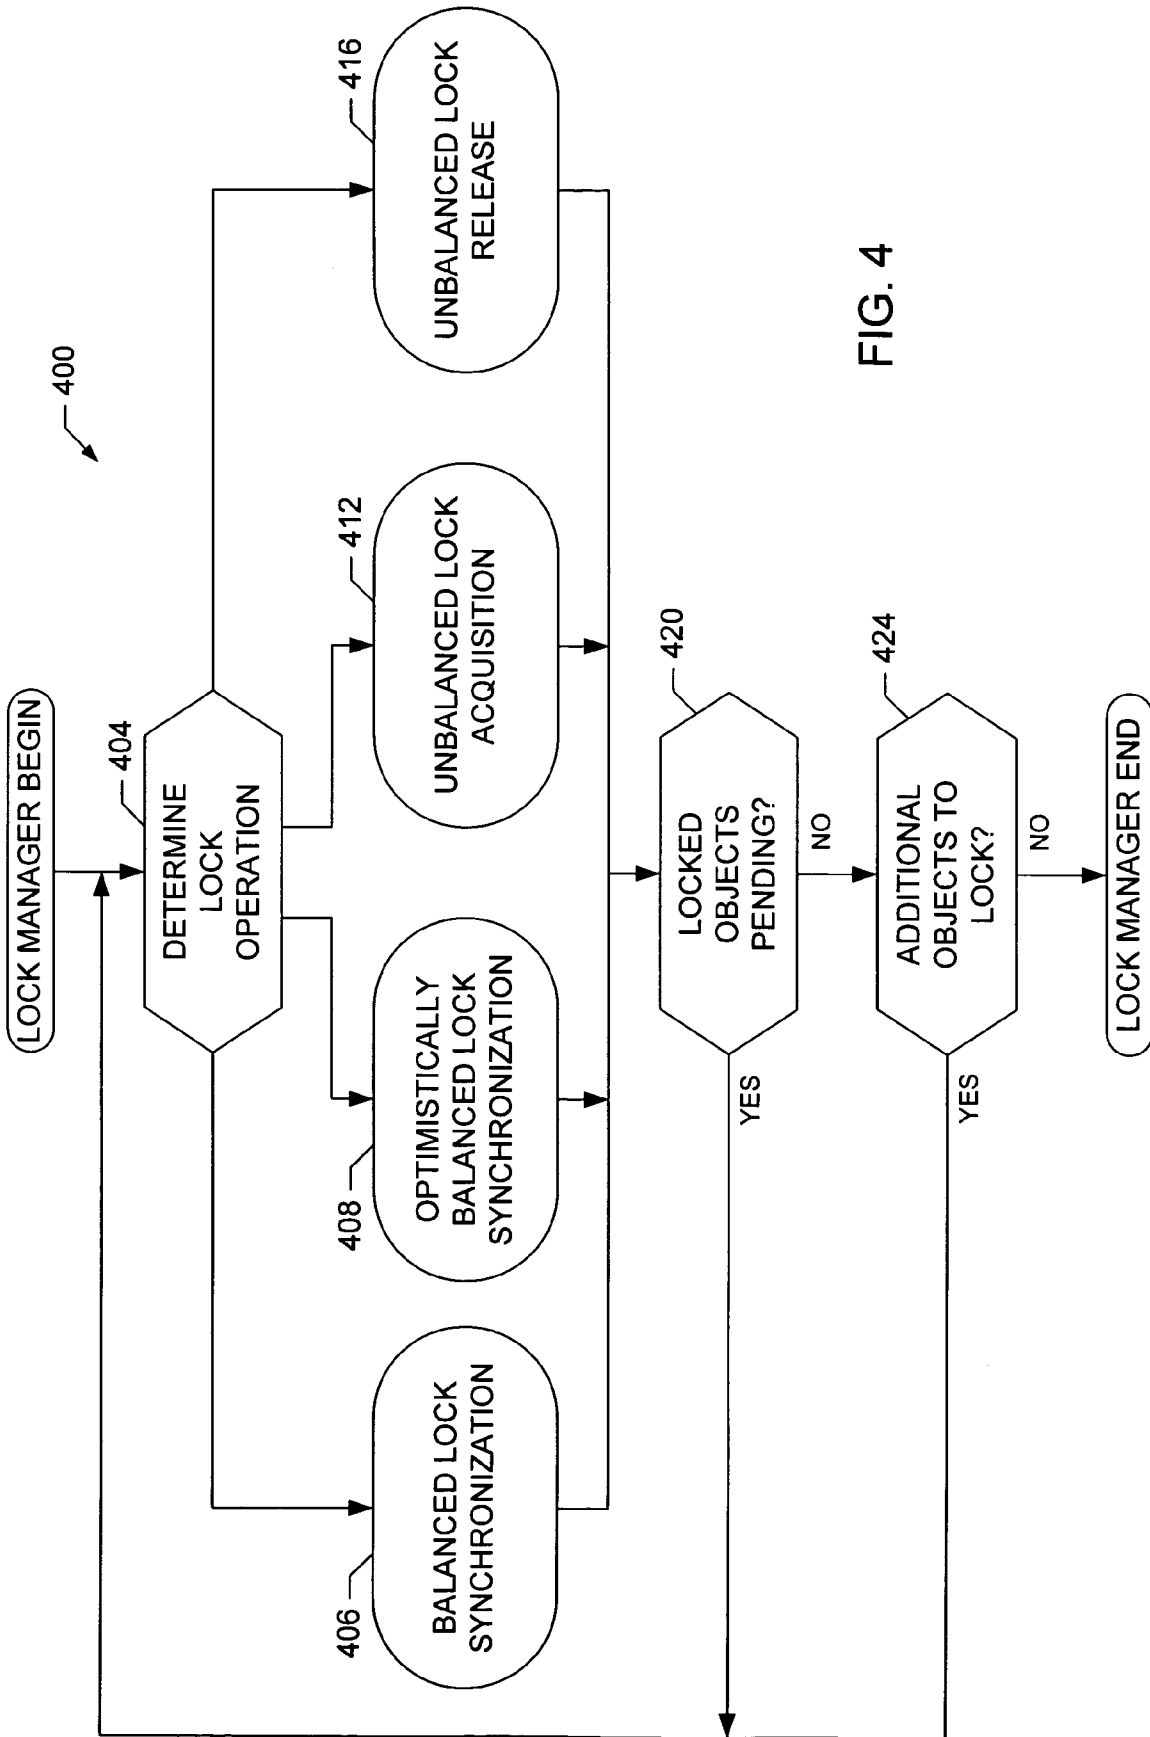 LOCK MANAGER BEGIN
400
404
DETERMINE
LOCK
OPERATION
406
BALANCED LOCK
SYNCHRONIZATION
408
OPTIMISTICALLY
BALANCED LOCK
SYNCHRONIZATION
412
UNBALANCED LOCK
ACQUISITION
416
UNBALANCED LOCK
RELEASE
420
LOCKED
OBJECTS
PENDING?
YES
NO
424
ADDITIONAL
OBJECTS TO
LOCK?
YES
NO
LOCK MANAGER END
FIG. 4